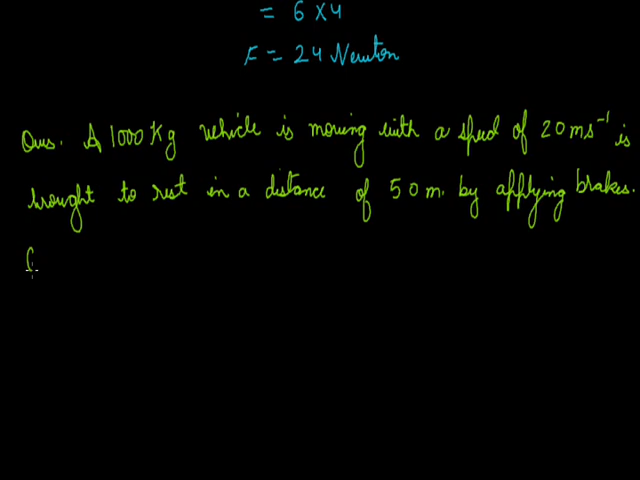 = 6 × 4
F = 24 Newton
Ques. A 1000 Kg vehicle is moving with a speed of 20 ms⁻¹ is
brought to rest in a distance of 50 m. by applying brakes.